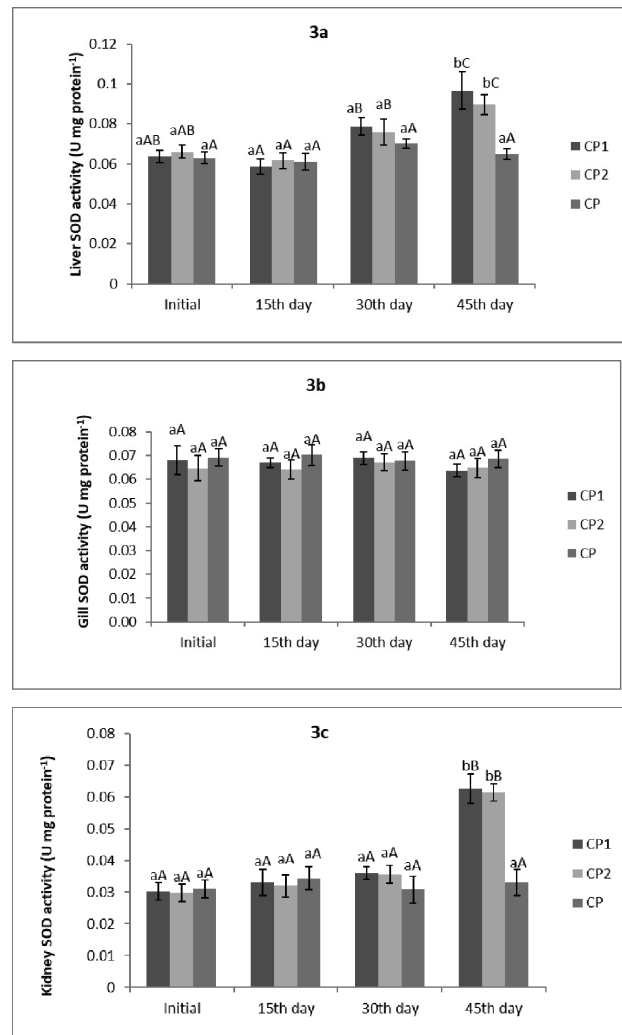 3a
Liver SOD activity (U mg protein⁻¹)
0.12
0.1
0.08
0.06
0.04
0.02
0
aAB aAB aA
aA aA aA
aB aB aA
bC bC aA
Initial 15th day 30th day 45th day
CP1
CP2
CP
3b
Gill SOD activity (U mg protein⁻¹)
0.08
0.07
0.06
0.05
0.04
0.03
0.02
0.01
0.00
aA aA aA
aA aA aA
aA aA aA
aA aA aA
Initial 15th day 30th day 45th day
CP1
CP2
CP
3c
Kidney SOD activity (U mg protein⁻¹)
0.08
0.07
0.06
0.05
0.04
0.03
0.02
0.01
0
aA aA aA
aA aA aA
aA aA aA
bB bB aA
Initial 15th day 30th day 45th day
CP1
CP2
CP